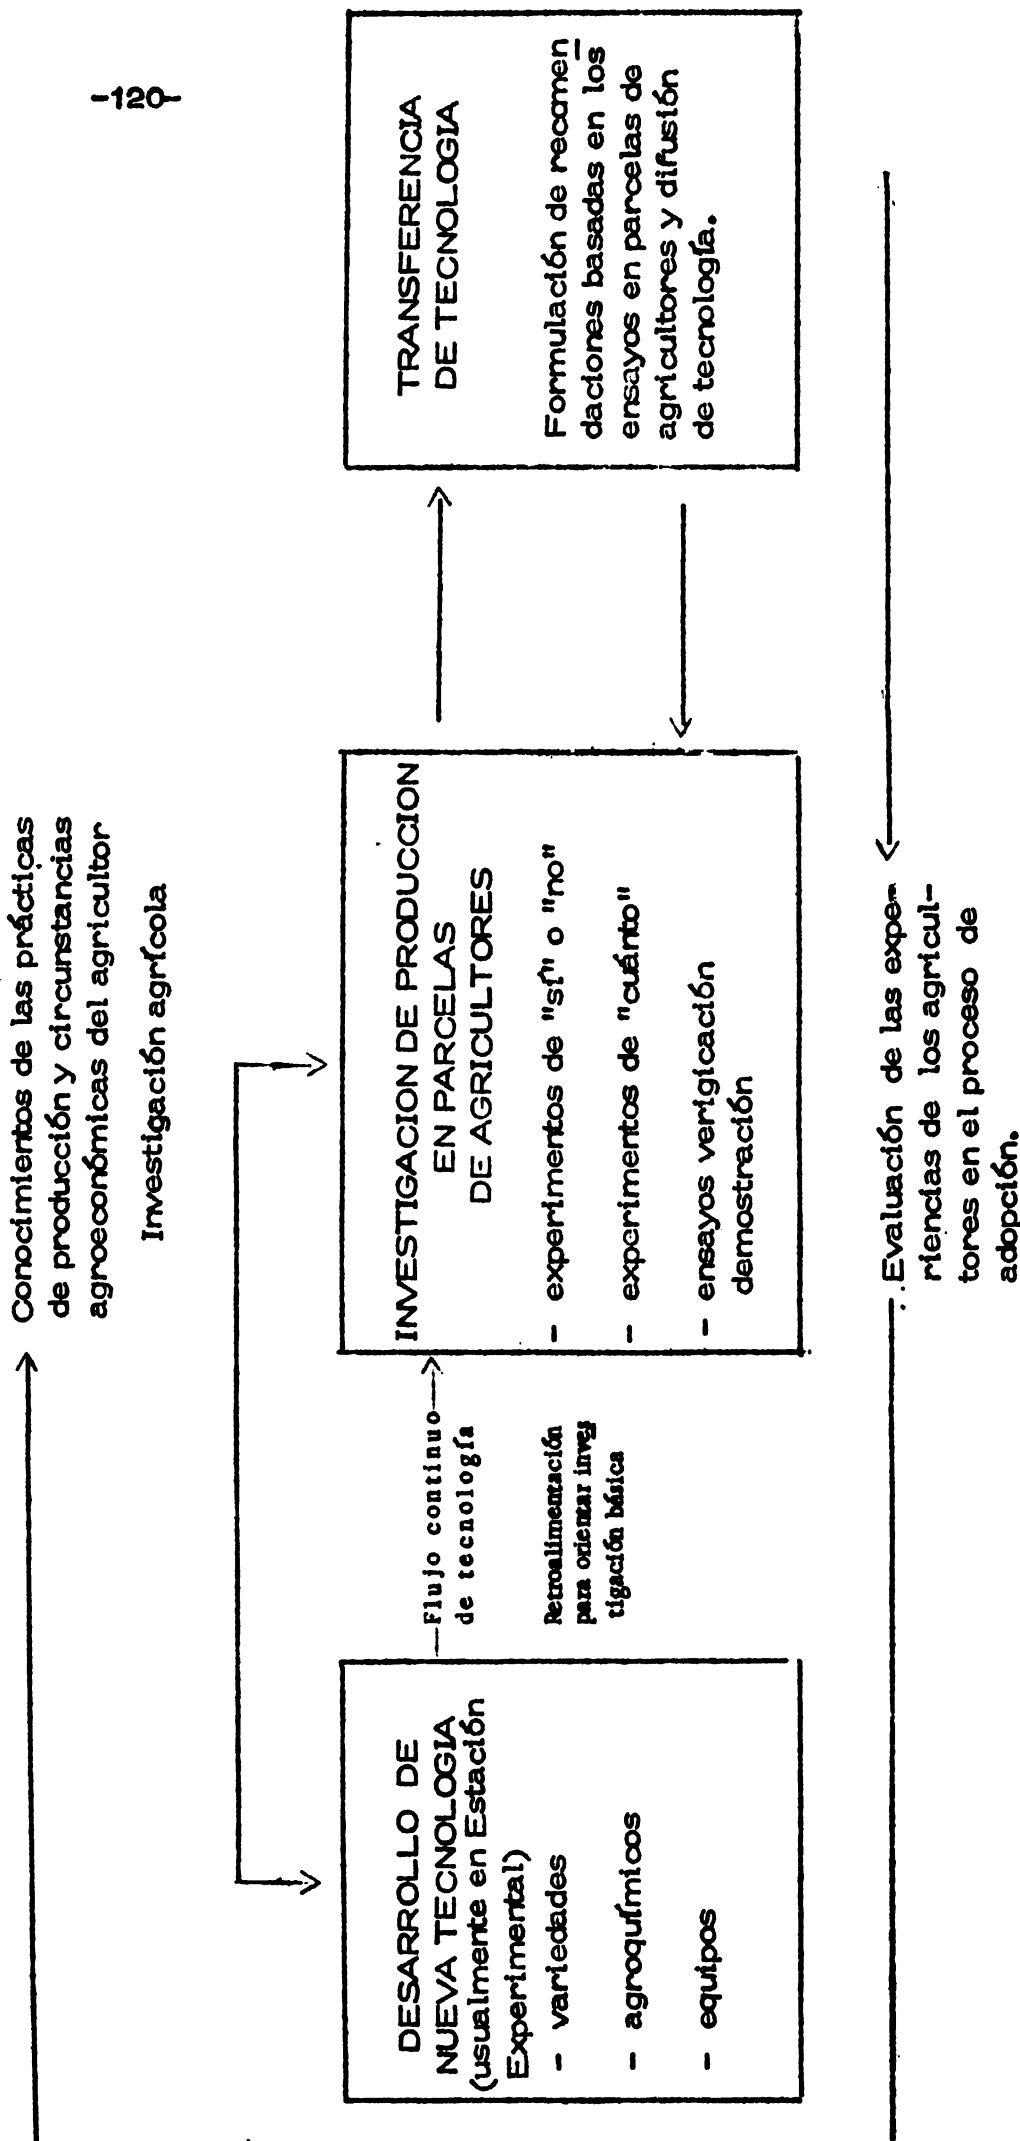 -120-
Conocimientos de las prácticas
de producción y circunstancias
agroeconómicas del agricultor
Investigación agrícola
DESARROLLO DE
NUEVA TECNOLOGIA
(usualmente en Estación
Experimental)
- variedades
- agroquímicos
- equipos
Flujo continuo
de tecnología
Retroalimentación
para orientar inves
tigación básica
INVESTIGACION DE PRODUCCION
EN PARCELAS
DE AGRICULTORES
- experimentos de "sí" o "no"
- experimentos de "cuánto"
- ensayos verigicación
demostración
TRANSFERENCIA
DE TECNOLOGIA
Formulación de recomen
daciones basadas en los
ensayos en parcelas de
agricultores y difusión
de tecnología.
Evaluación de las expe-
riencias de los agricul-
tores en el proceso de
adopción.